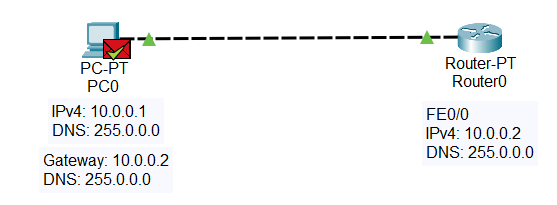 PC-PT
PC0
IPv4: 10.0.0.1
DNS: 255.0.0.0
Gateway: 10.0.0.2
DNS: 255.0.0.0
Router-PT
Router0
FE0/0
IPv4: 10.0.0.2
DNS: 255.0.0.0